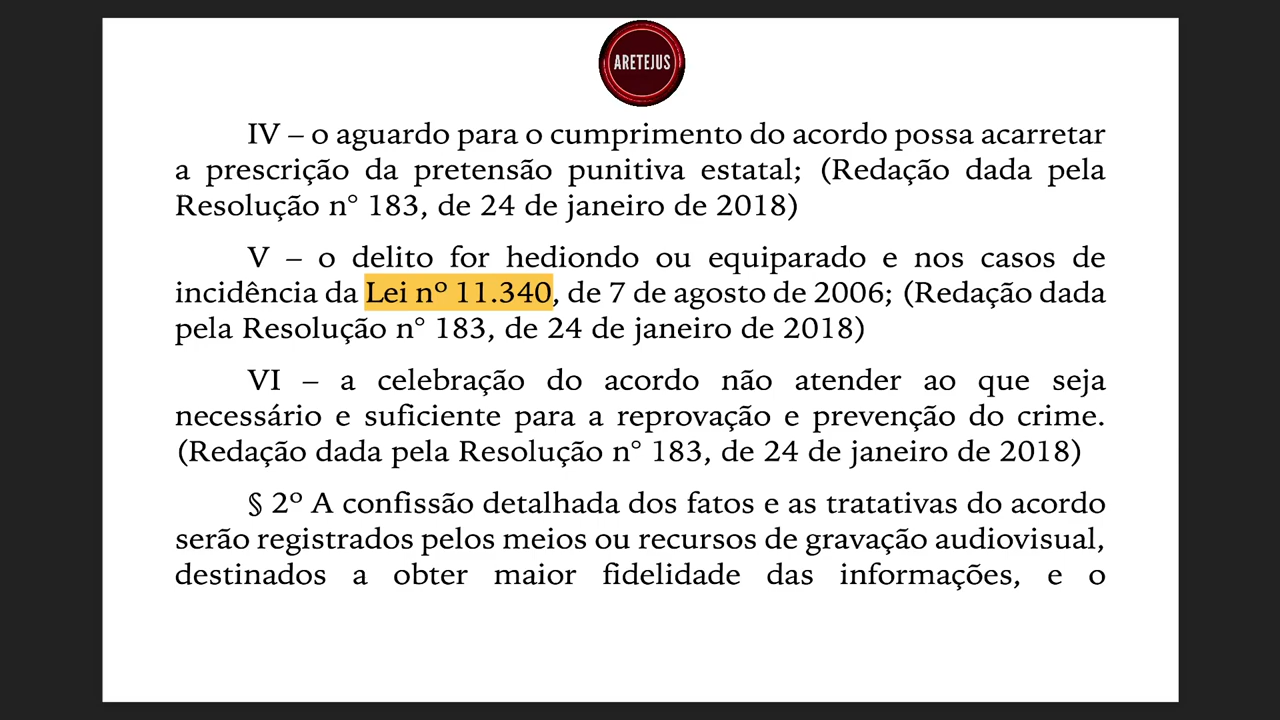 ARETEJUS
IV – o aguardo para o cumprimento do acordo possa acarretar
a prescrição da pretensão punitiva estatal; (Redação dada pela
Resolução n° 183, de 24 de janeiro de 2018)
V – o delito for hediondo ou equiparado e nos casos de
incidência da Lei nº 11.340, de 7 de agosto de 2006; (Redação dada
pela Resolução n° 183, de 24 de janeiro de 2018)
VI – a celebração do acordo não atender ao que seja
necessário e suficiente para a reprovação e prevenção do crime.
(Redação dada pela Resolução n° 183, de 24 de janeiro de 2018)
§ 2º A confissão detalhada dos fatos e as tratativas do acordo
serão registrados pelos meios ou recursos de gravação audiovisual,
destinados a obter maior fidelidade das informações, e o